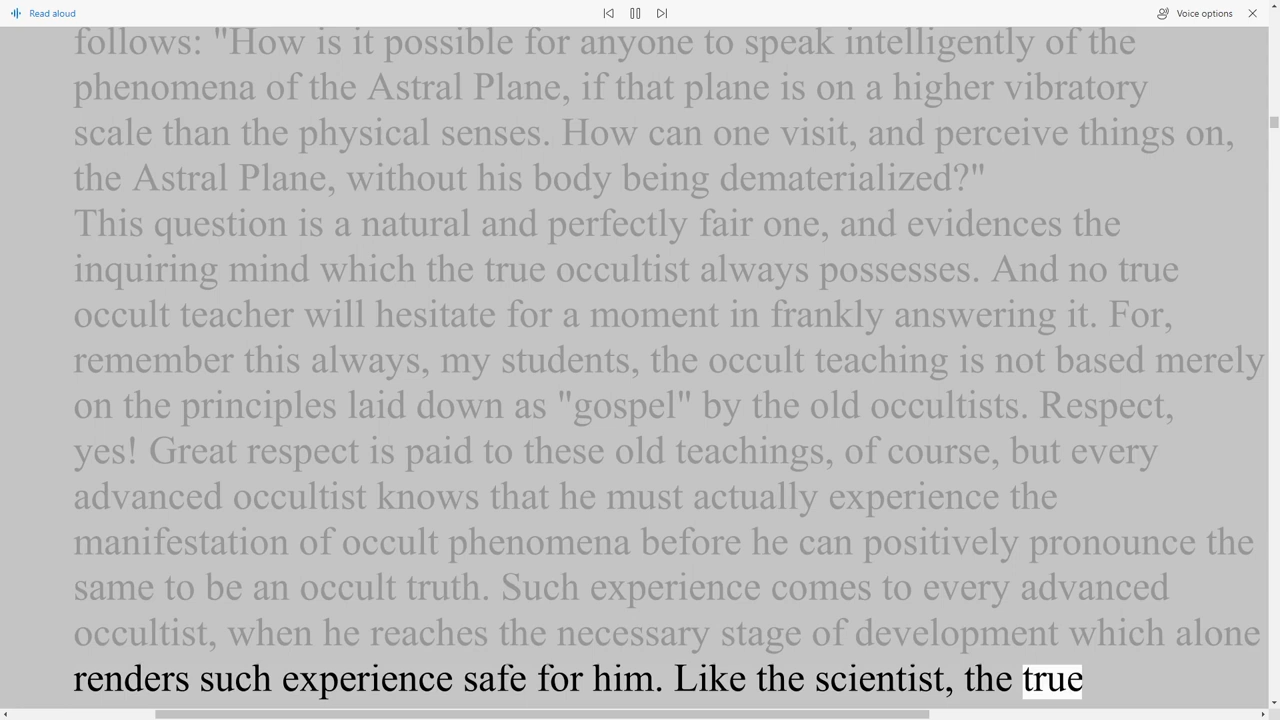 Read aloud
Voice options
follows: "How is it possible for anyone to speak intelligently of the
phenomena of the Astral Plane, if that plane is on a higher vibratory
scale than the physical senses. How can one visit, and perceive things on,
the Astral Plane, without his body being dematerialized?"
This question is a natural and perfectly fair one, and evidences the
inquiring mind which the true occultist always possesses. And no true
occult teacher will hesitate for a moment in frankly answering it. For,
remember this always, my students, the occult teaching is not based merely
on the principles laid down as "gospel" by the old occultists. Respect,
yes! Great respect is paid to these old teachings, of course, but every
advanced occultist knows that he must actually experience the
manifestation of occult phenomena before he can positively pronounce the
same to be an occult truth. Such experience comes to every advanced
occultist, when he reaches the necessary stage of development which alone
renders such experience safe for him. Like the scientist, the true